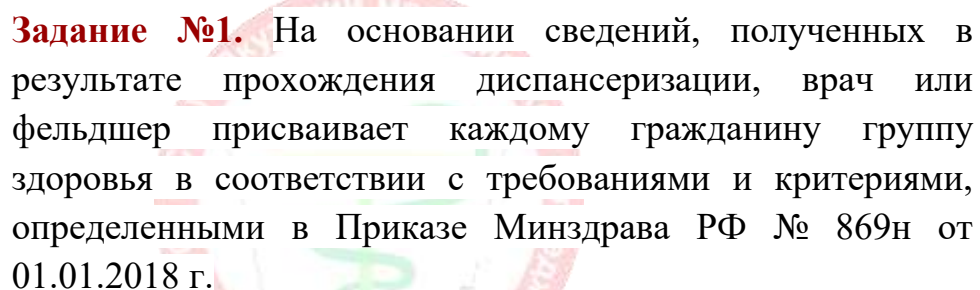 Задание №1. На основании сведений, полученных в
результате прохождения диспансеризации, врач или
фельдшер присваивает каждому гражданину группу
здоровья в соответствии с требованиями и критериями,
определенными в Приказе Минздрава РФ № 869н от
01.01.2018 г.